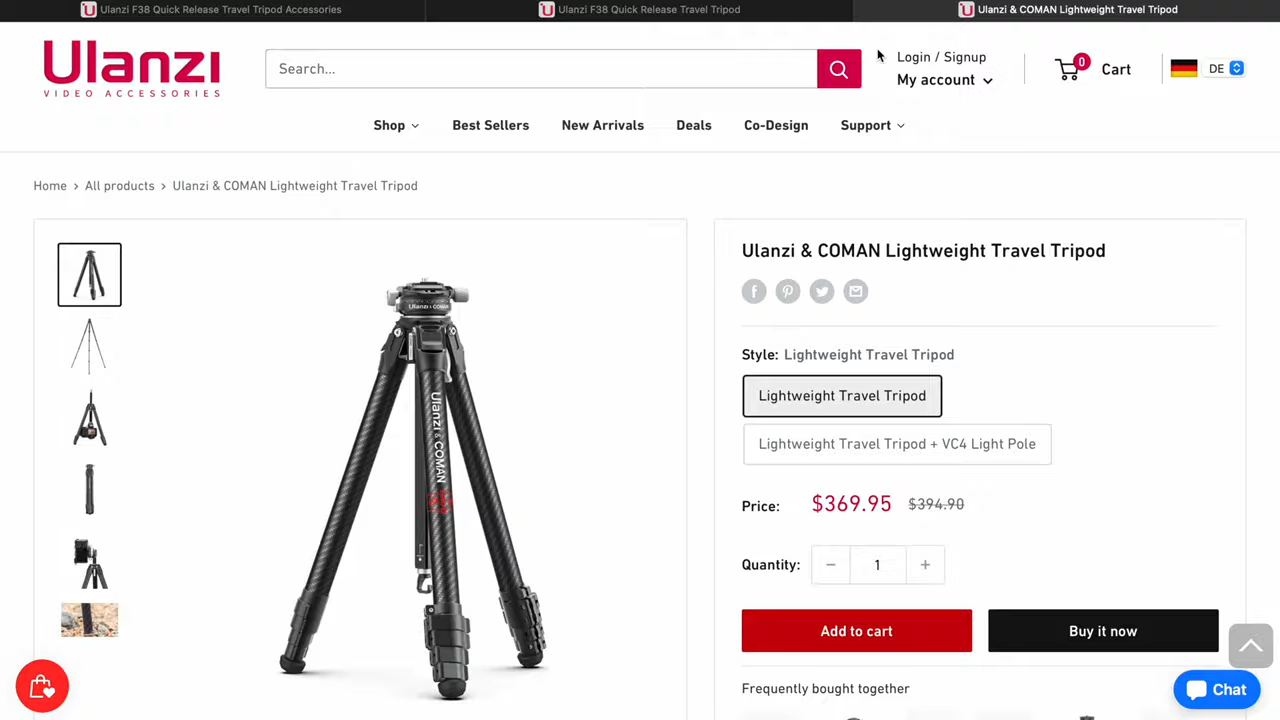 Ulanzi F38 Quick Release Travel Tripod Accessories
Ulanzi F38 Quick Release Travel Tripod
Ulanzi & COMAN Lightweight Travel Tripod
Ulanzi
VIDEO ACCESSORIES
Search...
Login / Signup
My account
0
Cart
DE
Shop
Best Sellers
New Arrivals
Deals
Co-Design
Support
Home > All products > Ulanzi & COMAN Lightweight Travel Tripod
Ulanzi & COMAN
Ulanzi & COMAN
Ulanzi & COMAN Lightweight Travel Tripod
Style: Lightweight Travel Tripod
Lightweight Travel Tripod
Lightweight Travel Tripod + VC4 Light Pole
Price: $369.95 $394.90
Quantity: − 1 +
Add to cart
Buy it now
Frequently bought together
Chat